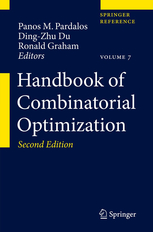 SPRINGER
REFERENCE
Panos M. Pardalos
Ding-Zhu Du
Ronald Graham
Editors
VOLUME 7
Handbook of
Combinatorial
Optimization
Second Edition
Springer